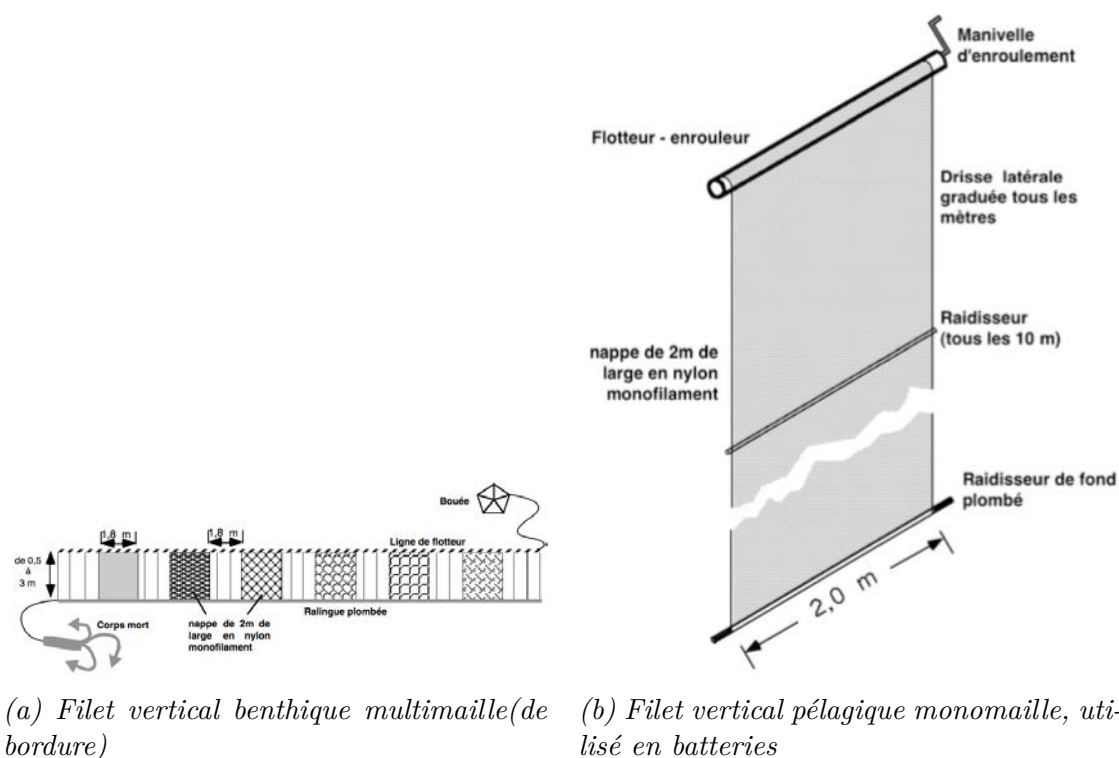 Manivelle
d'enroulement
Flotteur - enrouleur
Drisse latérale
graduée tous les
mètres
Raidisseur
(tous les 10 m)
nappe de 2m de
large en nylon
monofilament
Raidisseur de fond
plombé
2,0 m
Bouée
1,8 m
1,8 m
Ligne de flotteur
de 0,5
à
3 m
Ralingue plombée
Corps mort
nappe de 2m de
large en nylon
monofilament
(a) Filet vertical benthique multimaille(de
bordure)
(b) Filet vertical pélagique monomaille, uti-
lisé en batteries